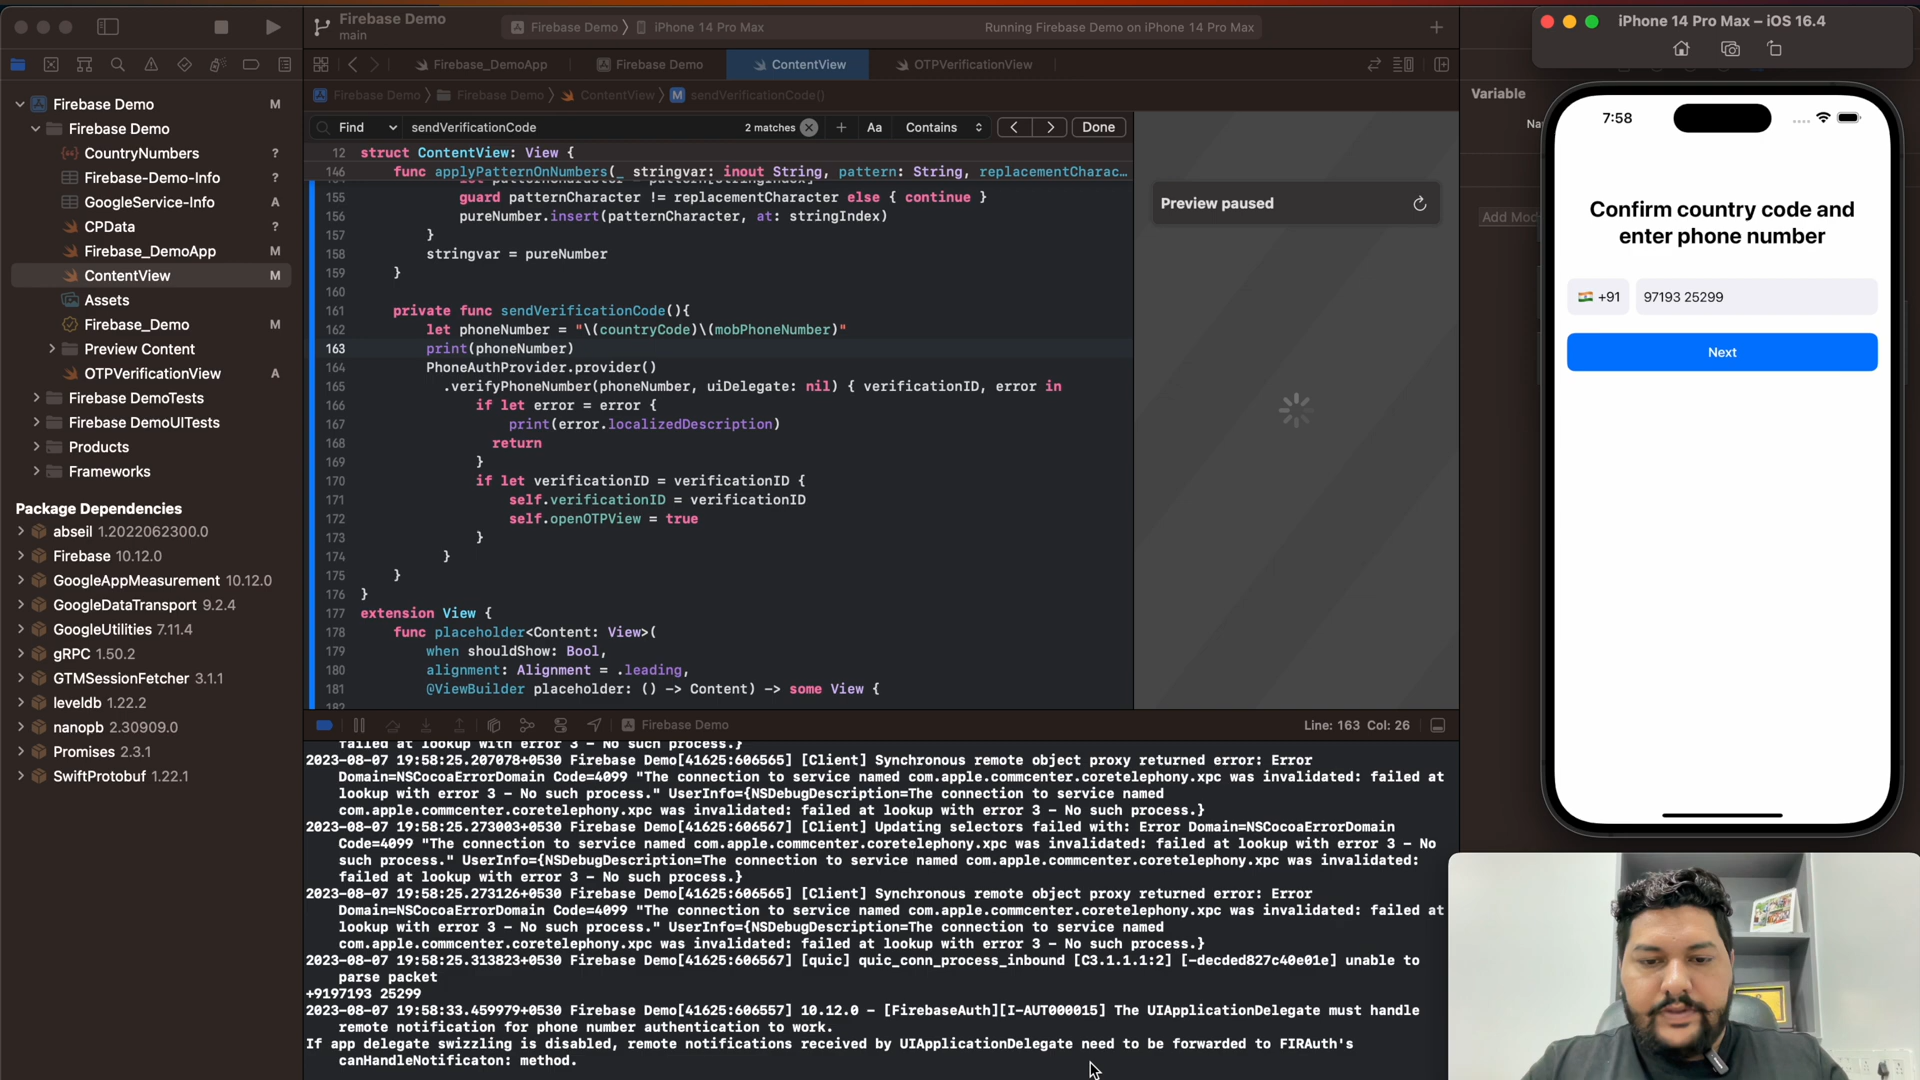 Firebase Demo
main
Firebase Demo
iPhone 14 Pro Max
Running Firebase Demo on iPhone 14 Pro Max
iPhone 14 Pro Max – iOS 16.4
Firebase_DemoApp
Firebase Demo
ContentView
OTPVerificationView
Firebase Demo
Firebase Demo
ContentView
M
sendVerificationCode()
Find
sendVerificationCode
2 matches
Aa
Contains
Done
Firebase Demo M
Firebase Demo
CountryNumbers ?
Firebase-Demo-Info ?
GoogleService-Info A
CPData ?
Firebase_DemoApp M
ContentView M
Assets
Firebase_Demo M
Preview Content
OTPVerificationView A
Firebase DemoTests
Firebase DemoUITests
Products
Frameworks
Package Dependencies
abseil 1.2022062300.0
Firebase 10.12.0
GoogleAppMeasurement 10.12.0
GoogleDataTransport 9.2.4
GoogleUtilities 7.11.4
gRPC 1.50.2
GTMSessionFetcher 3.1.1
leveldb 1.22.2
nanopb 2.30909.0
Promises 2.3.1
SwiftProtobuf 1.22.1
12 struct ContentView: View {
146 func applyPatternOnNumbers(_ stringvar: inout String, pattern: String, replacementCharac…
155 guard patternCharacter != replacementCharacter else { continue }
156 pureNumber.insert(patternCharacter, at: stringIndex)
157 }
158 stringvar = pureNumber
159 }
160
161 private func sendVerificationCode(){
162 let phoneNumber = "\(countryCode)\(mobPhoneNumber)"
163 print(phoneNumber)
164 PhoneAuthProvider.provider()
165 .verifyPhoneNumber(phoneNumber, uiDelegate: nil) { verificationID, error in
166 if let error = error {
167 print(error.localizedDescription)
168 return
169 }
170 if let verificationID = verificationID {
171 self.verificationID = verificationID
172 self.openOTPView = true
173 }
174 }
175 }
176 }
177 extension View {
178 func placeholder<Content: View>(
179 when shouldShow: Bool,
180 alignment: Alignment = .leading,
181 @ViewBuilder placeholder: () -> Content) -> some View {
182
Preview paused
Variable
Add Mod
7:58
Confirm country code and
enter phone number
🇮🇳 +91
97193 25299
Next
Firebase Demo
Line: 163 Col: 26
failed at lookup with error 3 – No such process.}
2023-08-07 19:58:25.207078+0530 Firebase Demo[41625:606565] [Client] Synchronous remote object proxy returned error: Error
Domain=NSCocoaErrorDomain Code=4099 "The connection to service named com.apple.commcenter.coretelephony.xpc was invalidated: failed at
lookup with error 3 – No such process." UserInfo={NSDebugDescription=The connection to service named
com.apple.commcenter.coretelephony.xpc was invalidated: failed at lookup with error 3 – No such process.}
2023-08-07 19:58:25.273003+0530 Firebase Demo[41625:606567] [Client] Updating selectors failed with: Error Domain=NSCocoaErrorDomain
Code=4099 "The connection to service named com.apple.commcenter.coretelephony.xpc was invalidated: failed at lookup with error 3 – No
such process." UserInfo={NSDebugDescription=The connection to service named com.apple.commcenter.coretelephony.xpc was invalidated:
failed at lookup with error 3 – No such process.}
2023-08-07 19:58:25.273126+0530 Firebase Demo[41625:606565] [Client] Synchronous remote object proxy returned error: Error
Domain=NSCocoaErrorDomain Code=4099 "The connection to service named com.apple.commcenter.coretelephony.xpc was invalidated: failed at
lookup with error 3 – No such process." UserInfo={NSDebugDescription=The connection to service named
com.apple.commcenter.coretelephony.xpc was invalidated: failed at lookup with error 3 – No such process.}
2023-08-07 19:58:25.313823+0530 Firebase Demo[41625:606567] [quic] quic_conn_process_inbound [C3.1.1.1:2] [-decded827c40e01e] unable to
parse packet
+9197193 25299
2023-08-07 19:58:33.459979+0530 Firebase Demo[41625:606557] 10.12.0 - [FirebaseAuth][I-AUT000015] The UIApplicationDelegate must handle
remote notification for phone number authentication to work.
If app delegate swizzling is disabled, remote notifications received by UIApplicationDelegate need to be forwarded to FIRAuth's
canHandleNotificaton: method.